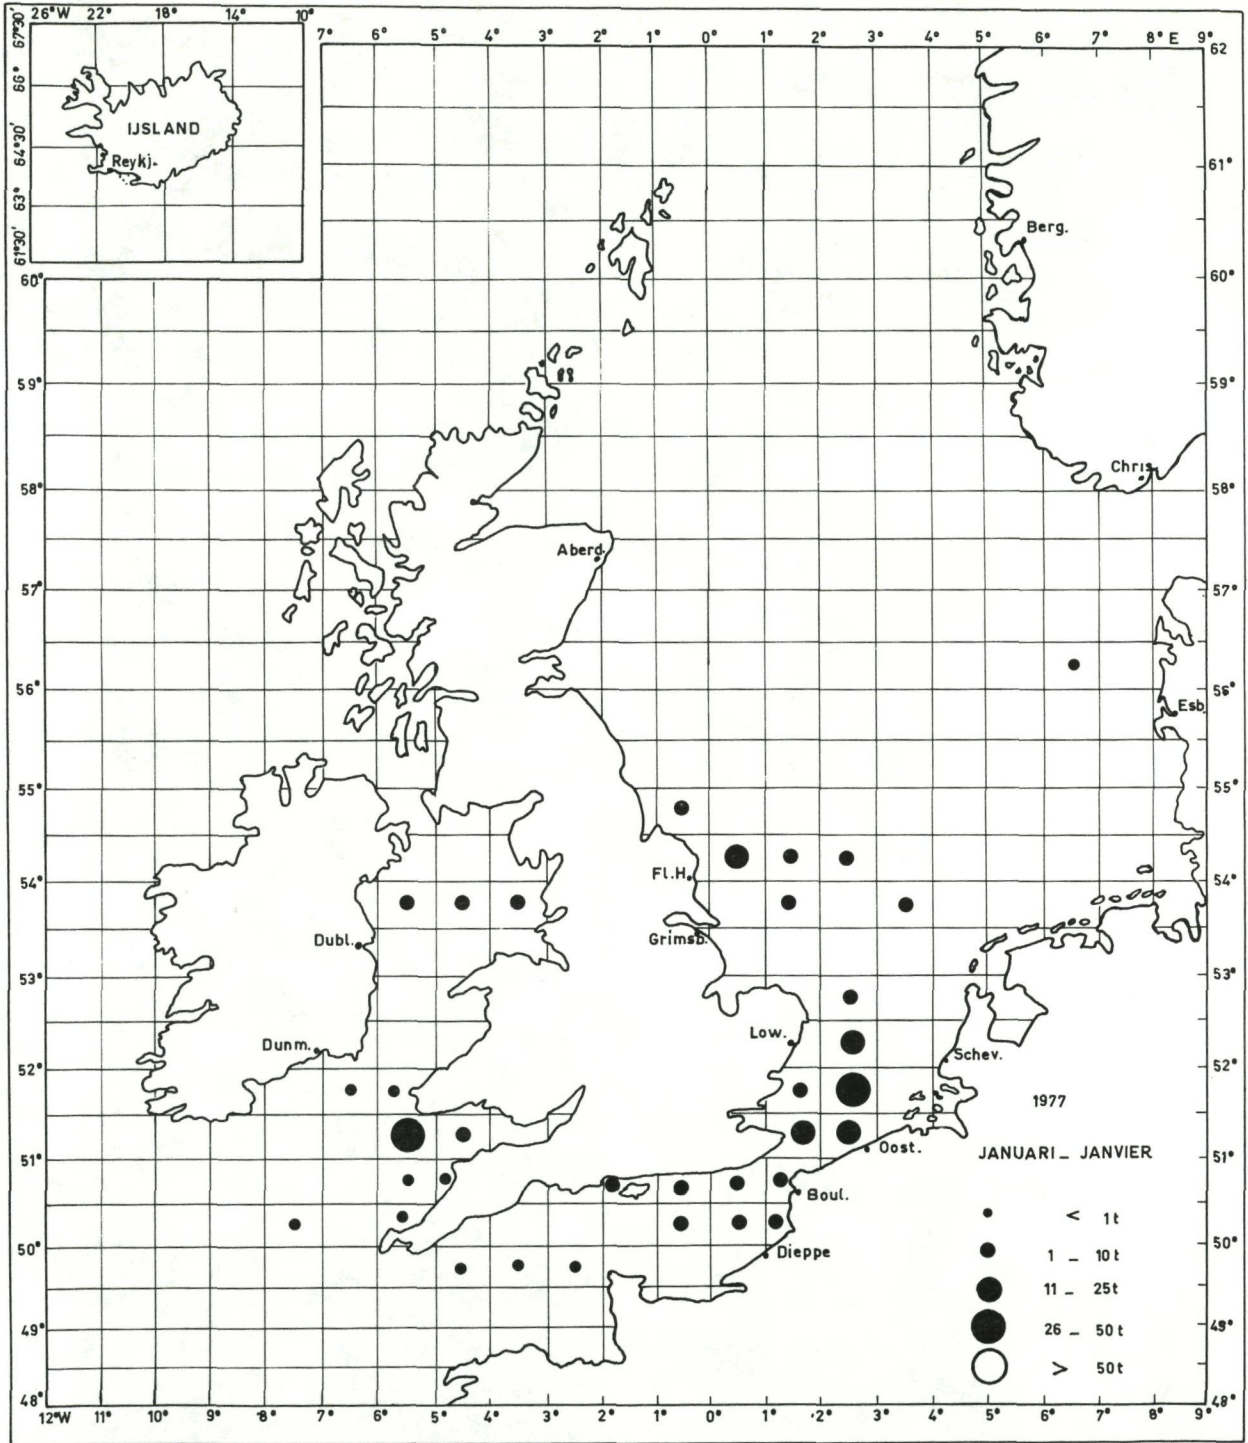 26°W 22° 18° 14° 10°
67°30' 66° 64°30' 63° 61°30'
IJSLAND
Reykj.
7° 6° 5° 4° 3° 2° 1° 0° 1° 2° 3° 4° 5° 6° 7° 8° E 9°
62
61°
Berg.
60° 60°
59° 59°
Chris
58° 58°
Aberd.
57° 57°
56° 56°
Esb.
55° 55°
54° 54°
Fl.H.
Dubl.
Grimsb.
53° 53°
Low.
Dunm.
Schev.
52° 52°
1977
Oost.
51° 51°
JANUARI _ JANVIER
Boul.
< 1t
50° 50°
Dieppe
1 _ 10t
11 _ 25t
49° 49°
26 _ 50t
> 50t
48° 48°
12°W 11° 10° 9° 8° 7° 6° 5° 4° 3° 2° 1° 0° 1° 2° 3° 4° 5° 6° 7° 8° 9°